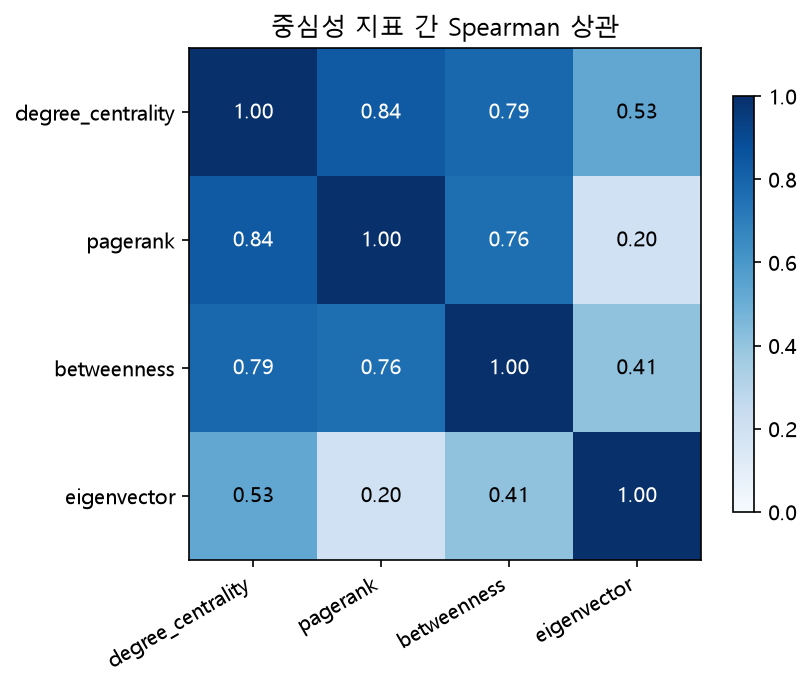 중심성 지표 간 Spearman 상관
degree_centrality 1.00 0.84 0.79 0.53
pagerank 0.84 1.00 0.76 0.20
betweenness 0.79 0.76 1.00 0.41
eigenvector 0.53 0.20 0.41 1.00
degree_centrality pagerank betweenness eigenvector
1.0
0.8
0.6
0.4
0.2
0.0